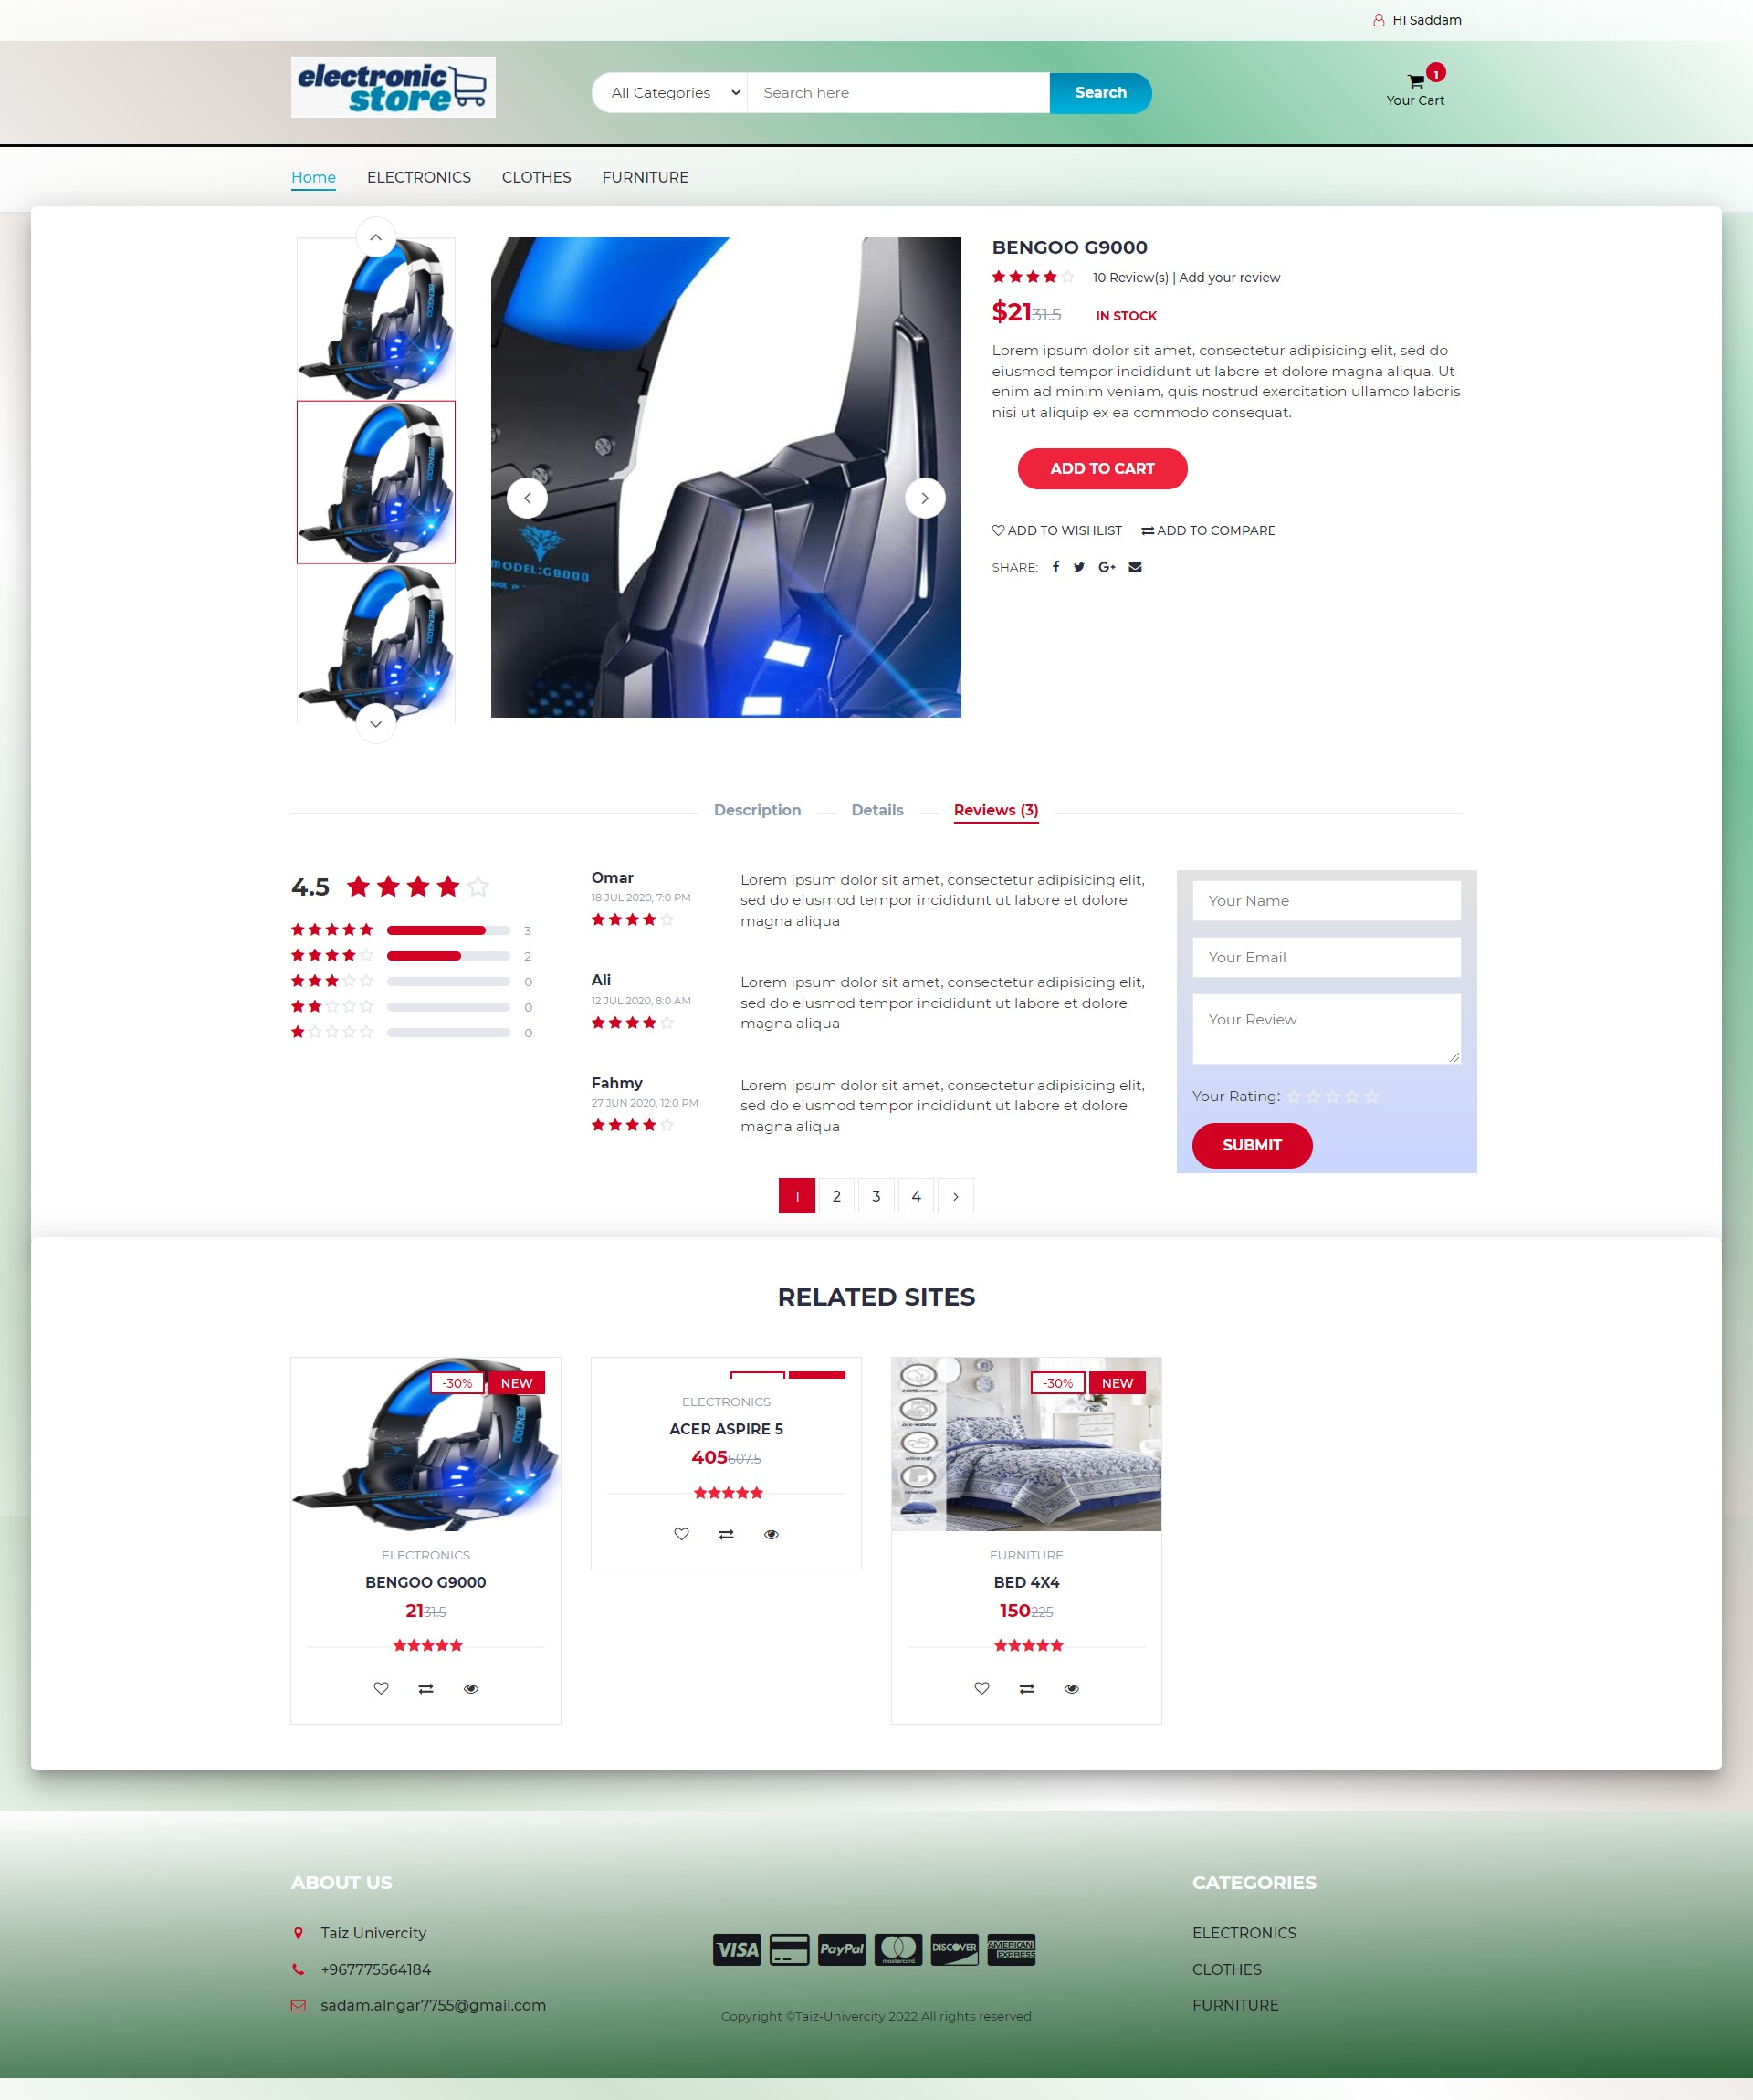 HI Saddam
electronic
store
All Categories
Search here
Search
1
Your Cart
Home
ELECTRONICS
CLOTHES
FURNITURE
BENGOO
BENGOO
BENGOO
MODEL:G9000
BENGOO G9000
10 Review(s) | Add your review
$21 31.5
IN STOCK
Lorem ipsum dolor sit amet, consectetur adipisicing elit, sed do
eiusmod tempor incididunt ut labore et dolore magna aliqua. Ut
enim ad minim veniam, quis nostrud exercitation ullamco laboris
nisi ut aliquip ex ea commodo consequat.
ADD TO CART
ADD TO WISHLIST
ADD TO COMPARE
SHARE:
Description
Details
Reviews (3)
4.5
3
2
0
0
0
Omar
18 JUL 2020, 7:0 PM
Lorem ipsum dolor sit amet, consectetur adipisicing elit,
sed do eiusmod tempor incididunt ut labore et dolore
magna aliqua
Ali
12 JUL 2020, 8:0 AM
Lorem ipsum dolor sit amet, consectetur adipisicing elit,
sed do eiusmod tempor incididunt ut labore et dolore
magna aliqua
Fahmy
27 JUN 2020, 12:0 PM
Lorem ipsum dolor sit amet, consectetur adipisicing elit,
sed do eiusmod tempor incididunt ut labore et dolore
magna aliqua
Your Name
Your Email
Your Review
Your Rating:
SUBMIT
1 2 3 4
RELATED SITES
-30% NEW
BENGOO
ELECTRONICS
BENGOO G9000
21 31.5
ELECTRONICS
ACER ASPIRE 5
405 607.5
-30% NEW
FURNITURE
BED 4X4
150 225
ABOUT US
Taiz Univercity
+967775564184
sadam.alngar7755@gmail.com
VISA
PayPal
mastercard
DISCOVER
AMERICAN
EXPRESS
Copyright ©Taiz-Univercity 2022 All rights reserved
CATEGORIES
ELECTRONICS
CLOTHES
FURNITURE